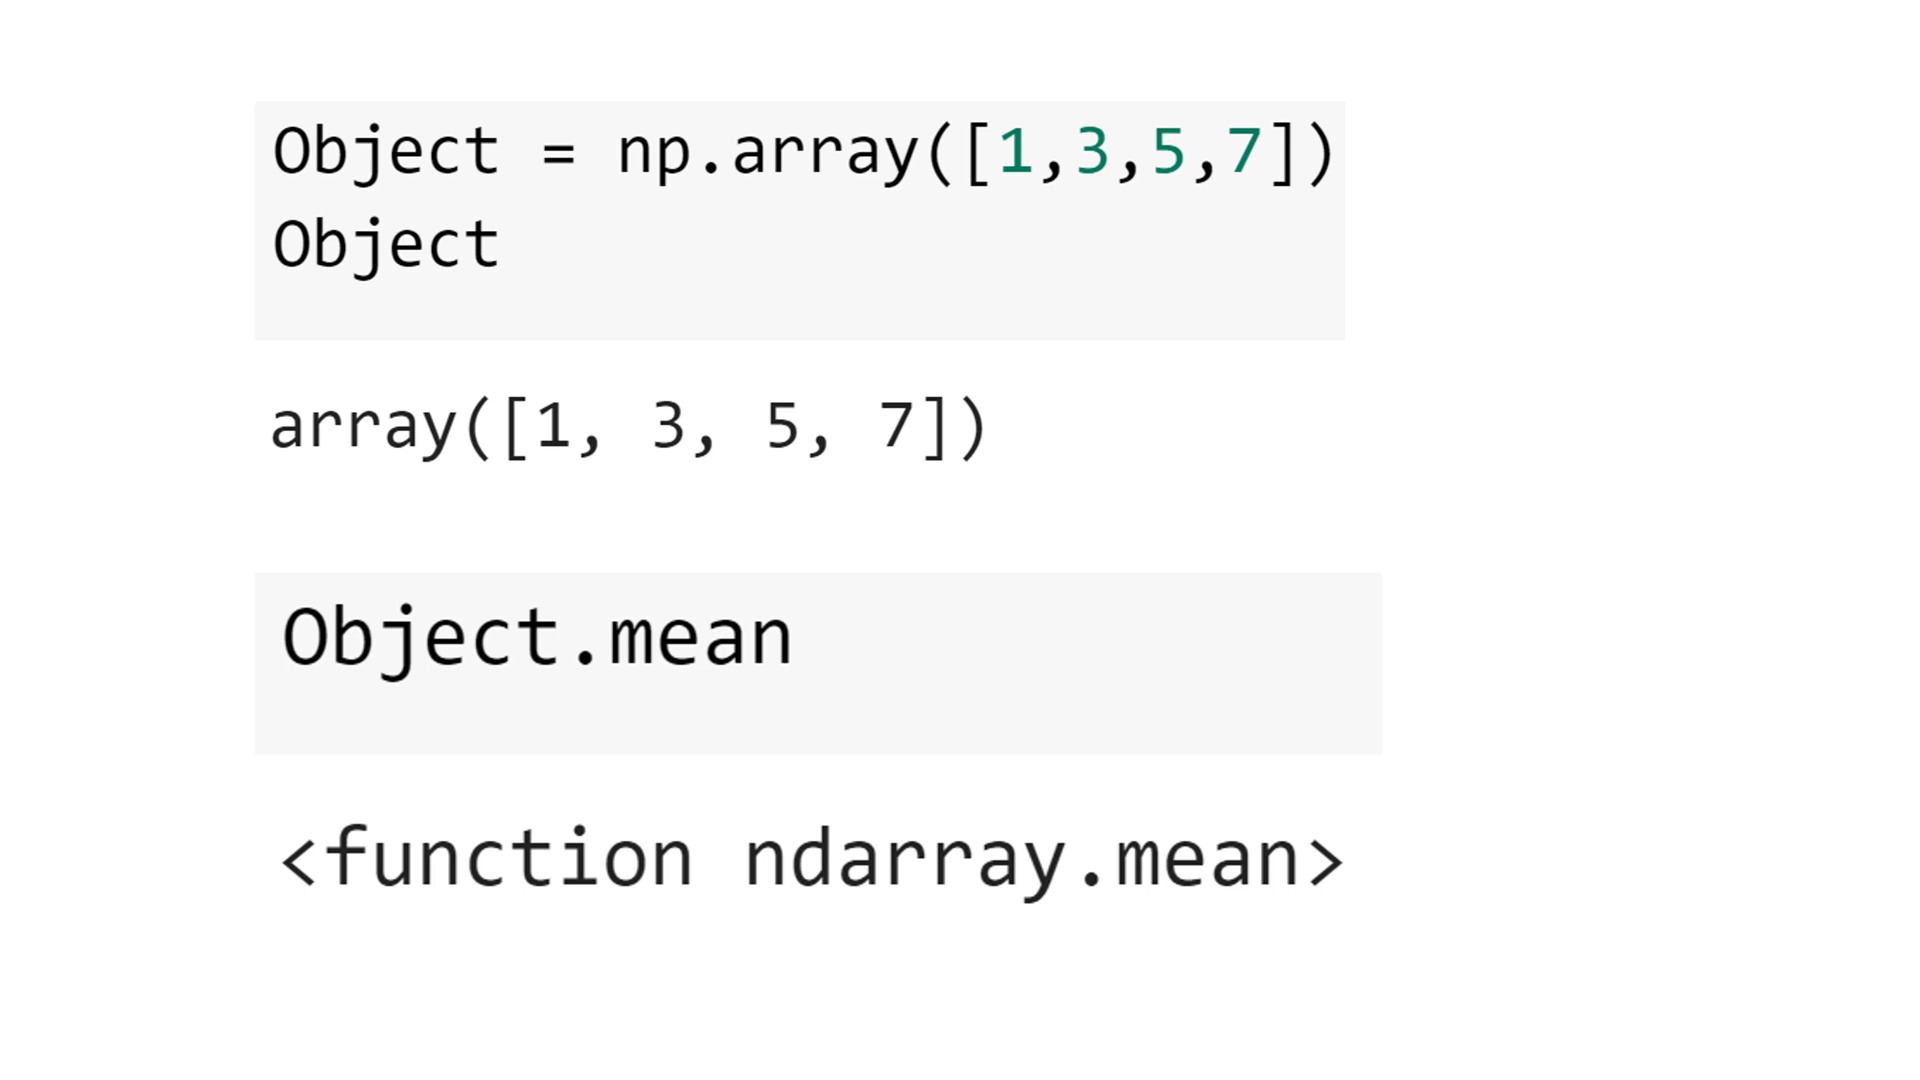 Object = np.array([1,3,5,7])
Object
array([1, 3, 5, 7])
Object.mean
<function ndarray.mean>